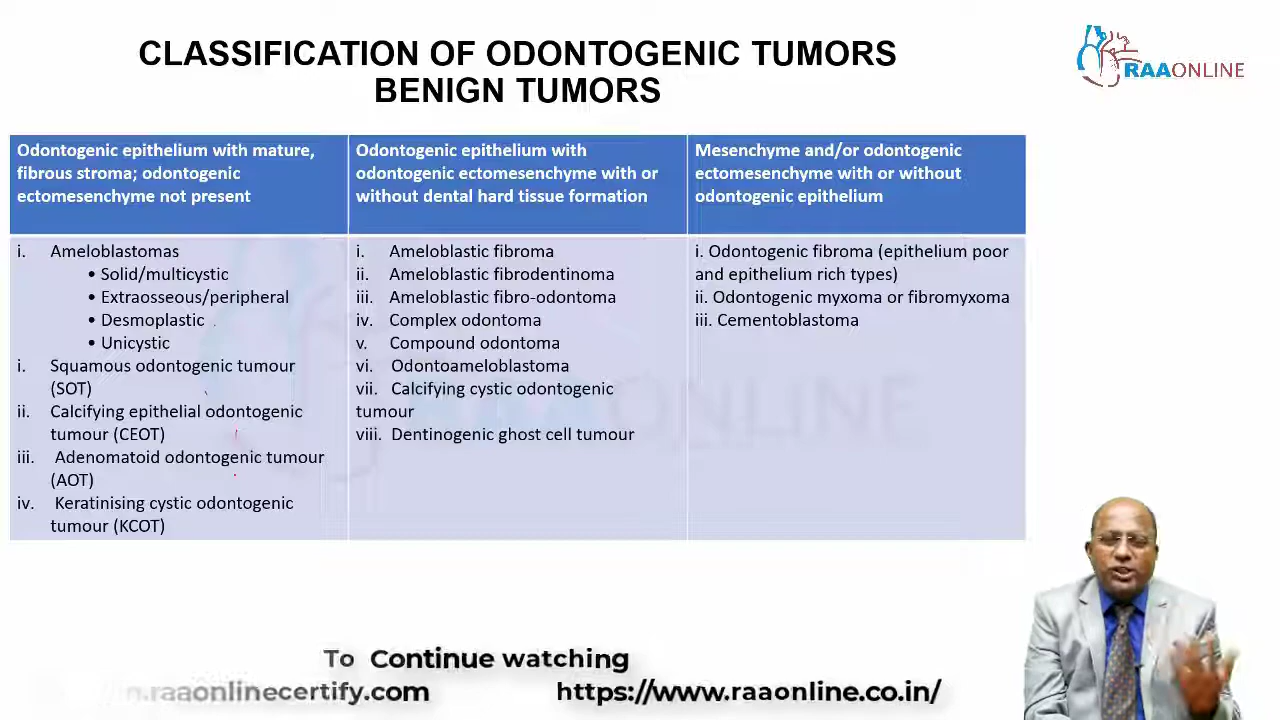 CLASSIFICATION OF ODONTOGENIC TUMORS
BENIGN TUMORS
RAAONLINE
Odontogenic epithelium with mature,
fibrous stroma; odontogenic
ectomesenchyme not present
Odontogenic epithelium with
odontogenic ectomesenchyme with or
without dental hard tissue formation
Mesenchyme and/or odontogenic
ectomesenchyme with or without
odontogenic epithelium
i. Ameloblastomas
• Solid/multicystic
• Extraosseous/peripheral
• Desmoplastic
• Unicystic
i. Squamous odontogenic tumour
(SOT)
ii. Calcifying epithelial odontogenic
tumour (CEOT)
iii. Adenomatoid odontogenic tumour
(AOT)
iv. Keratinising cystic odontogenic
tumour (KCOT)
i. Ameloblastic fibroma
ii. Ameloblastic fibrodentinoma
iii. Ameloblastic fibro-odontoma
iv. Complex odontoma
v. Compound odontoma
vi. Odontoameloblastoma
vii. Calcifying cystic odontogenic
tumour
viii. Dentinogenic ghost cell tumour
i. Odontogenic fibroma (epithelium poor
and epithelium rich types)
ii. Odontogenic myxoma or fibromyxoma
iii. Cementoblastoma
RAAONLINE
To Continue watching
in.raaonlinecertify.com
https://www.raaonline.co.in/